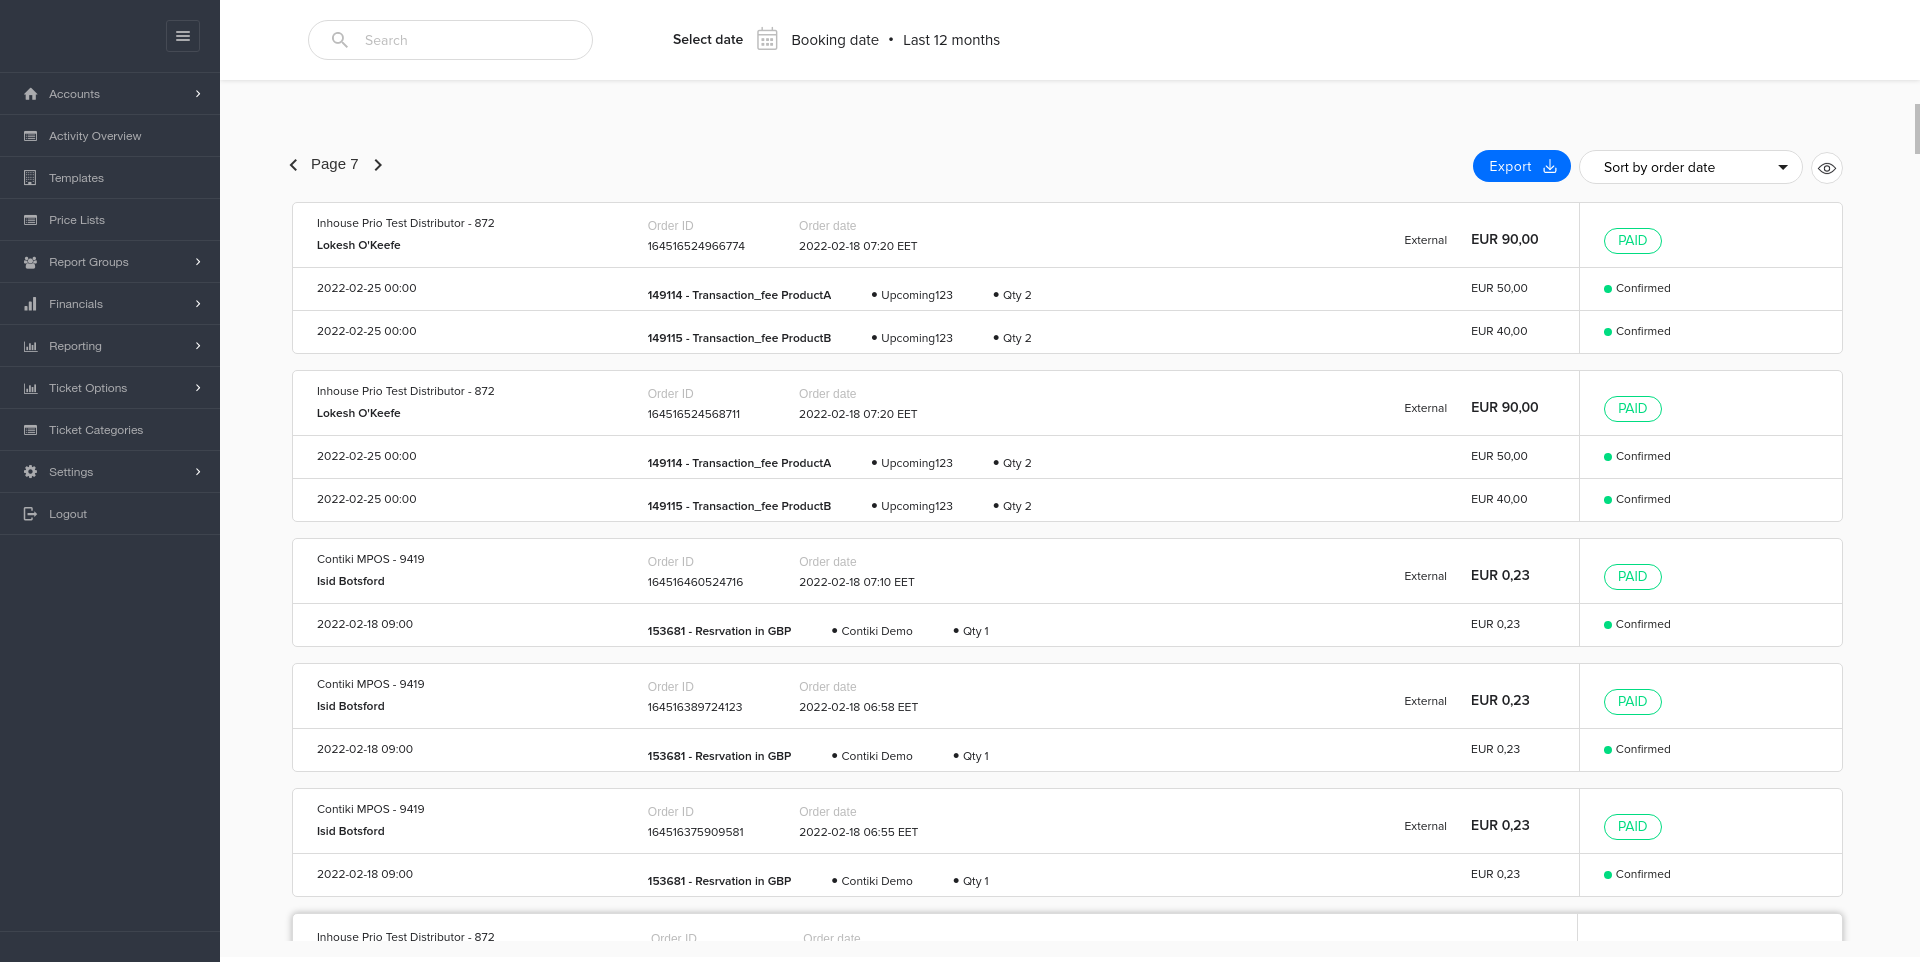 Search
Select date Booking date • Last 12 months
Accounts
Activity Overview
Templates
Price Lists
Report Groups
Financials
Reporting
Ticket Options
Ticket Categories
Settings
Logout
Page 7
Export
Sort by order date
Inhouse Prio Test Distributor - 872 Order ID Order date
Lokesh O'Keefe 164516524966774 2022-02-18 07:20 EET External EUR 90,00 PAID
2022-02-25 00:00 149114 - Transaction_fee ProductA • Upcoming123 • Qty 2 EUR 50,00 Confirmed
2022-02-25 00:00 149115 - Transaction_fee ProductB • Upcoming123 • Qty 2 EUR 40,00 Confirmed
Inhouse Prio Test Distributor - 872 Order ID Order date
Lokesh O'Keefe 164516524568711 2022-02-18 07:20 EET External EUR 90,00 PAID
2022-02-25 00:00 149114 - Transaction_fee ProductA • Upcoming123 • Qty 2 EUR 50,00 Confirmed
2022-02-25 00:00 149115 - Transaction_fee ProductB • Upcoming123 • Qty 2 EUR 40,00 Confirmed
Contiki MPOS - 9419 Order ID Order date
Isid Botsford 164516460524716 2022-02-18 07:10 EET External EUR 0,23 PAID
2022-02-18 09:00 153681 - Resrvation in GBP • Contiki Demo • Qty 1 EUR 0,23 Confirmed
Contiki MPOS - 9419 Order ID Order date
Isid Botsford 164516389724123 2022-02-18 06:58 EET External EUR 0,23 PAID
2022-02-18 09:00 153681 - Resrvation in GBP • Contiki Demo • Qty 1 EUR 0,23 Confirmed
Contiki MPOS - 9419 Order ID Order date
Isid Botsford 164516375909581 2022-02-18 06:55 EET External EUR 0,23 PAID
2022-02-18 09:00 153681 - Resrvation in GBP • Contiki Demo • Qty 1 EUR 0,23 Confirmed
Inhouse Prio Test Distributor - 872 Order ID Order date